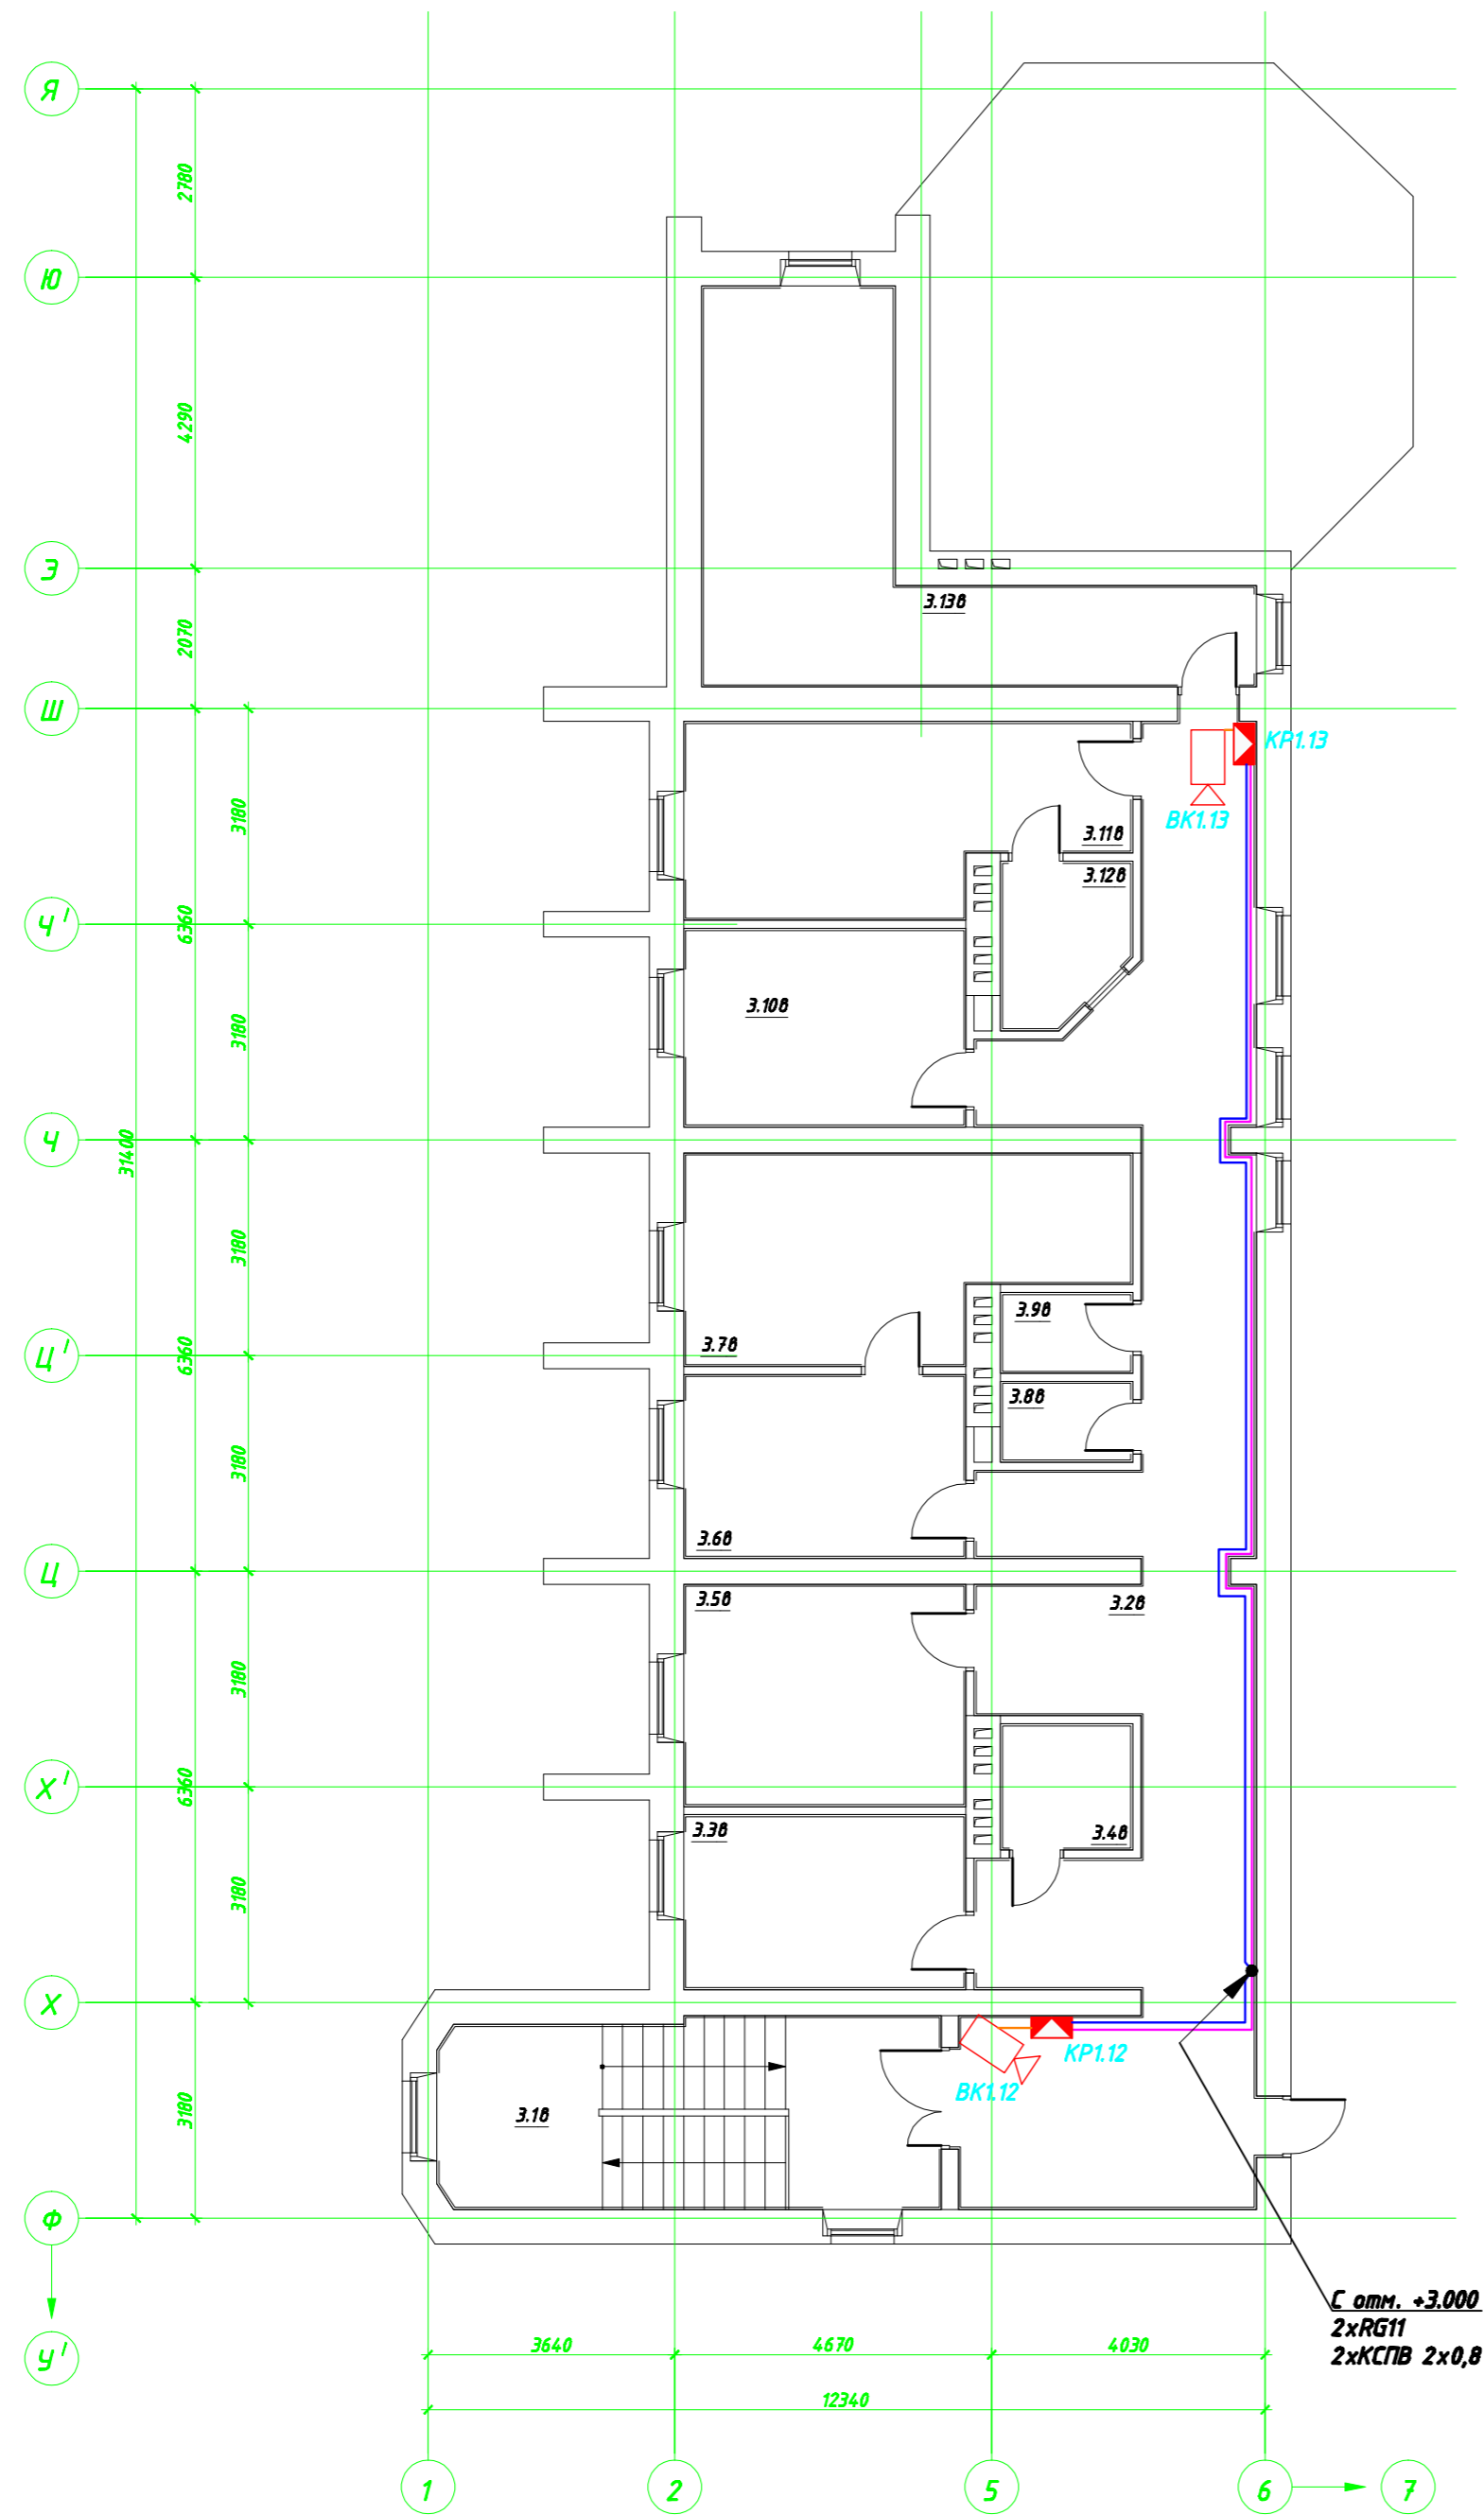 Я
2780
Ю
4290
Э
3.13в
2070
Ш
КР1.13
ВК1.13
3180
3.11в
3.12в
Ч'
6360
3.10в
3180
Ч
31400
3180
3.9в
3.7в
Ц'
6360
3.8в
3180
3.6в
Ц
3.5в
3.2в
3180
Х'
6360
3.3в
3.4в
3180
Х
КР1.12
ВК1.12
3180
3.1в
Ф
С отм. +3.000
2хRG11
2хКСПВ 2х0,8
У'
3640
4670
4030
12340
1
2
5
6
7